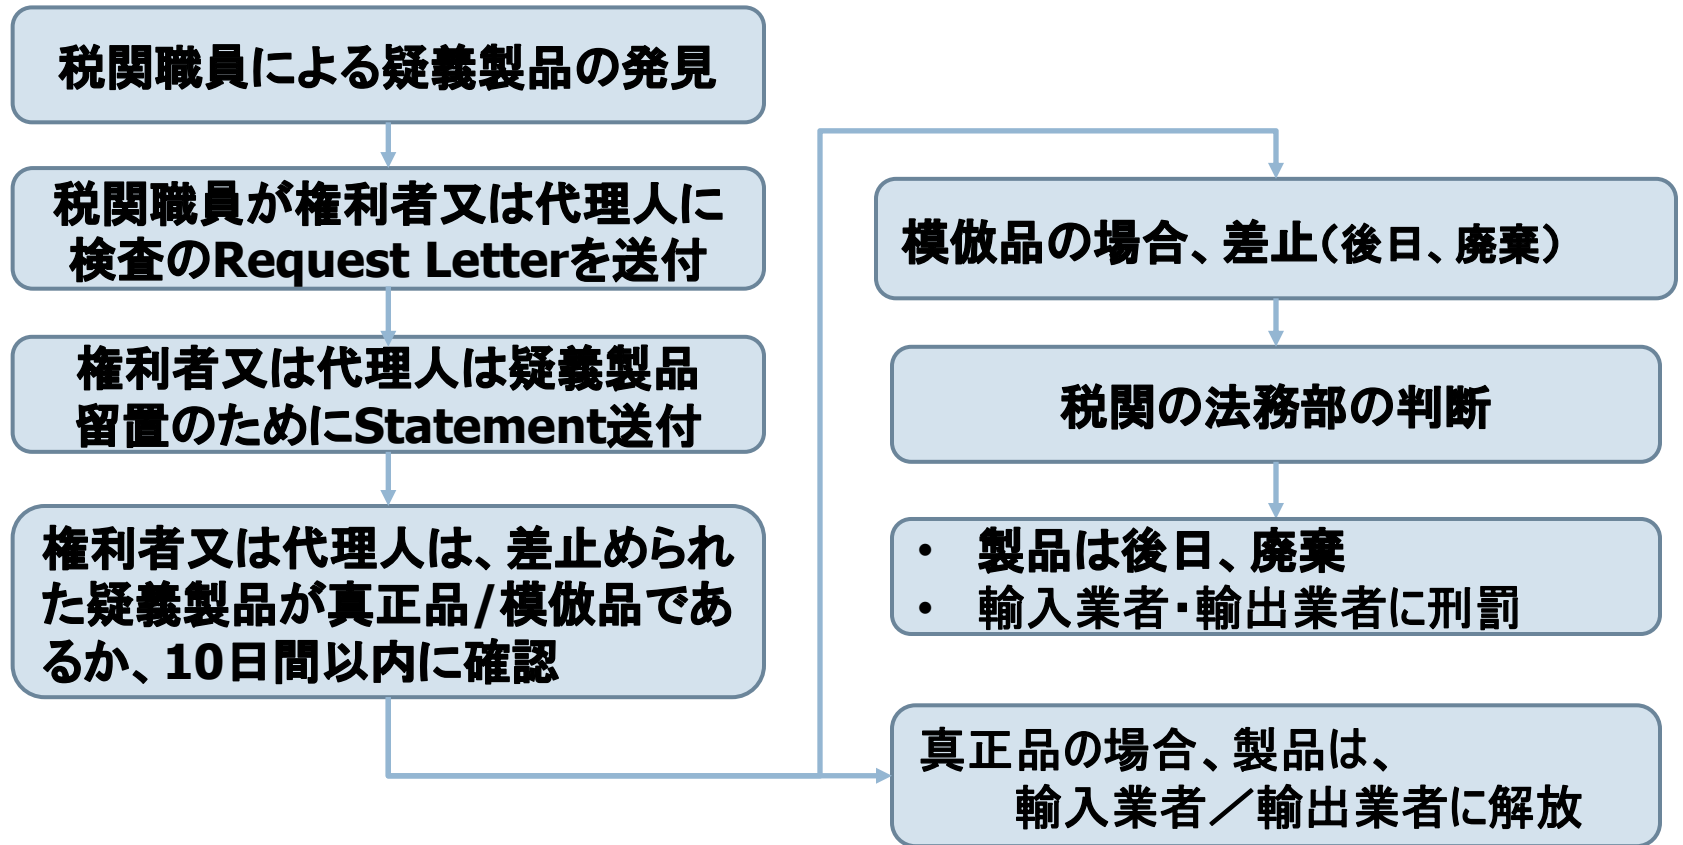 税関職員による疑義製品の発見
税関職員が権利者又は代理人に
検査のRequest Letterを送付
権利者又は代理人は疑義製品
留置のためにStatement送付
権利者又は代理人は、差止められ
た疑義製品が真正品/模倣品であ
るか、10日間以内に確認
模倣品の場合、差止(後日、廃棄)
税関の法務部の判断
• 製品は後日、廃棄
• 輸入業者・輸出業者に刑罰
真正品の場合、製品は、
輸入業者／輸出業者に解放